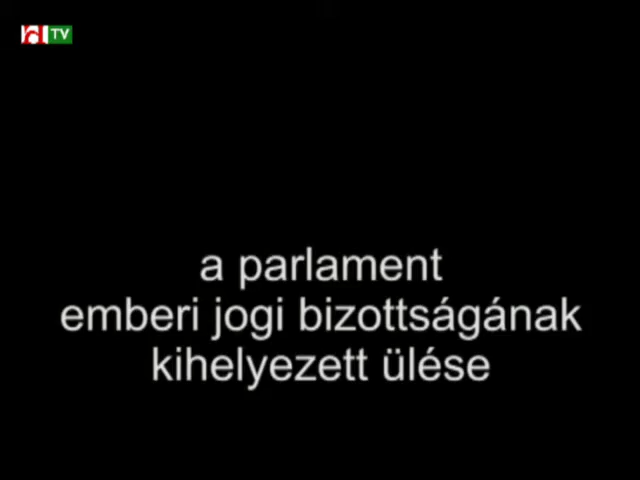 TV
a parlament
emberi jogi bizottságának
kihelyezett ülése